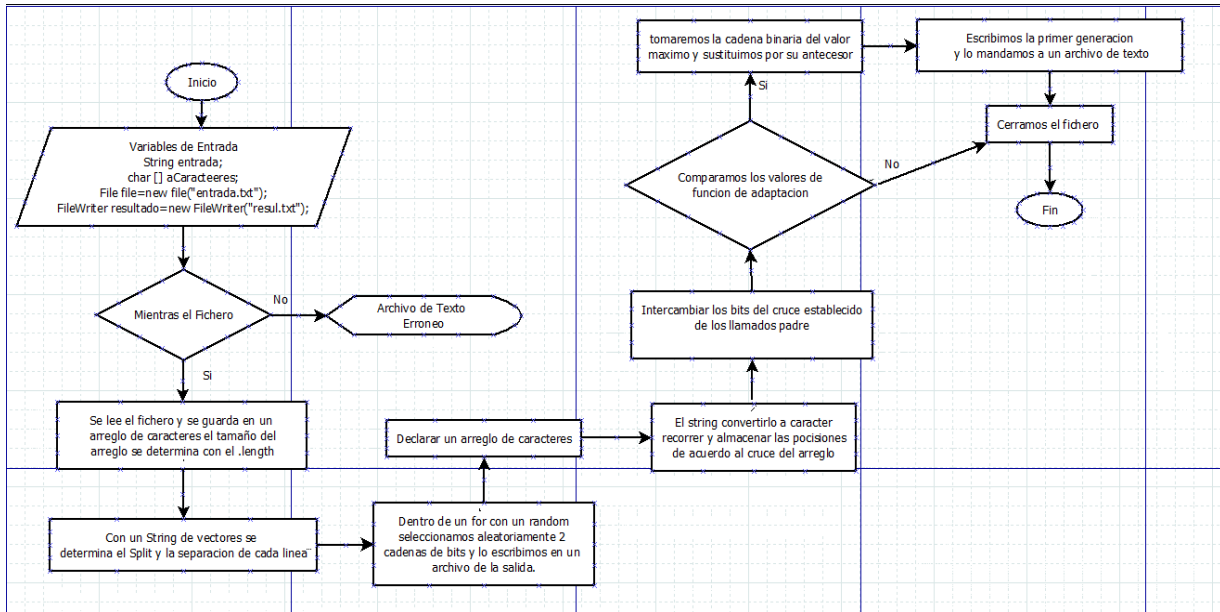 Inicio
Variables de Entrada
String entrada;
char [] aCaracteeres;
File file=new file("entrada.txt");
FileWriter resultado=new FileWriter("resul.txt");
Mientras el Fichero
No
Archivo de Texto
Erroneo
Si
Se lee el fichero y se guarda en un
arreglo de caracteres el tamaño del
arreglo se determina con el .length
Con un String de vectores se
determina el Split y la separacion de cada linea
Dentro de un for con un random
seleccionamos aleatoriamente 2
cadenas de bits y lo escribimos en un
archivo de la salida.
Declarar un arreglo de caracteres
El string convertirlo a caracter
recorrer y almacenar las pocisiones
de acuerdo al cruce del arreglo
Intercambiar los bits del cruce establecido
de los llamados padre
Comparamos los valores de
funcion de adaptacion
Si
tomaremos la cadena binaria del valor
maximo y sustituimos por su antecesor
Escribimos la primer generacion
y lo mandamos a un archivo de texto
No
Cerramos el fichero
Fin